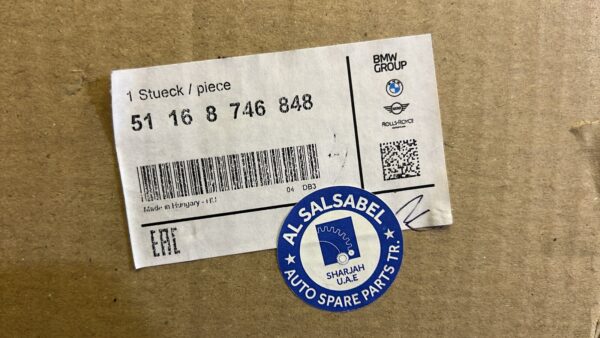 1 Stueck / piece
51 16 8 746 848
04 DB3
Made in Hungary - HU
EAC
BMW
GROUP
MINI
ROLLS-ROYCE
AL SALSABEL
SHARJAH
U.A.E
AUTO SPARE PARTS TR.